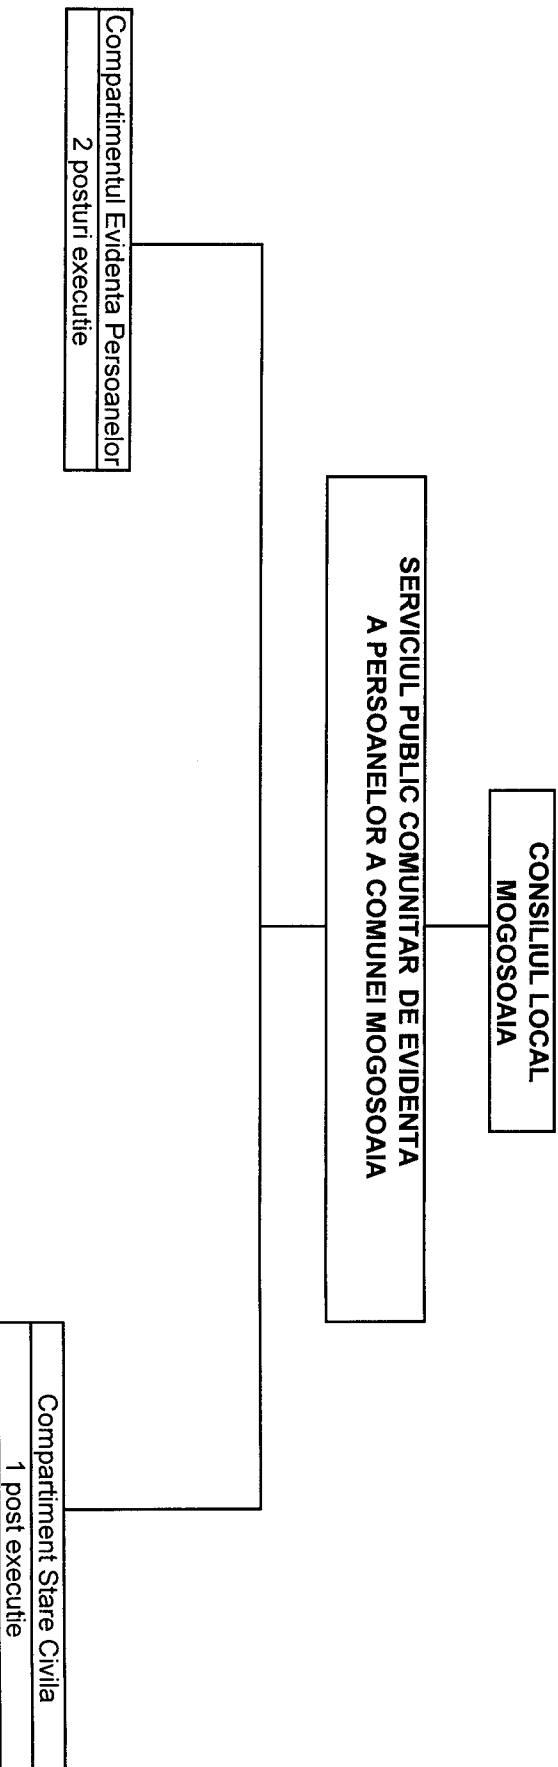 CONSILIUL LOCAL
MOGOSOAIA
SERVICIUL PUBLIC COMUNITAR DE EVIDENTA
A PERSOANELOR A COMUNEI MOGOSOAIA
Compartimentul Evidenta Persoanelor
2 posturi executie
Compartiment Stare Civila
1 post executie